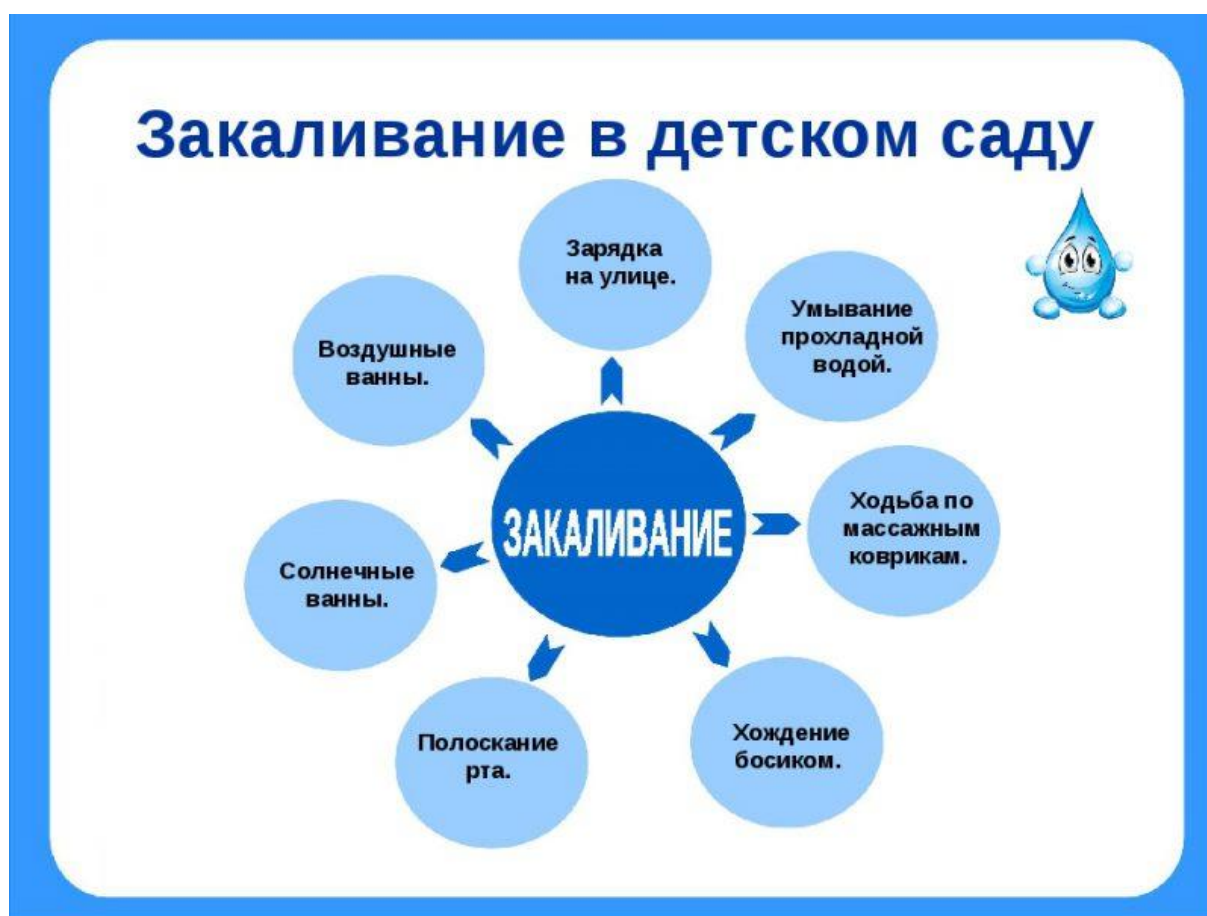 Закаливание в детском саду
Зарядка
на улице.
Умывание
прохладной
водой.
Воздушные
ванны.
Ходьба по
массажным
коврикам.
ЗАКАЛИВАНИЕ
Солнечные
ванны.
Хождение
босиком.
Полоскание
рта.